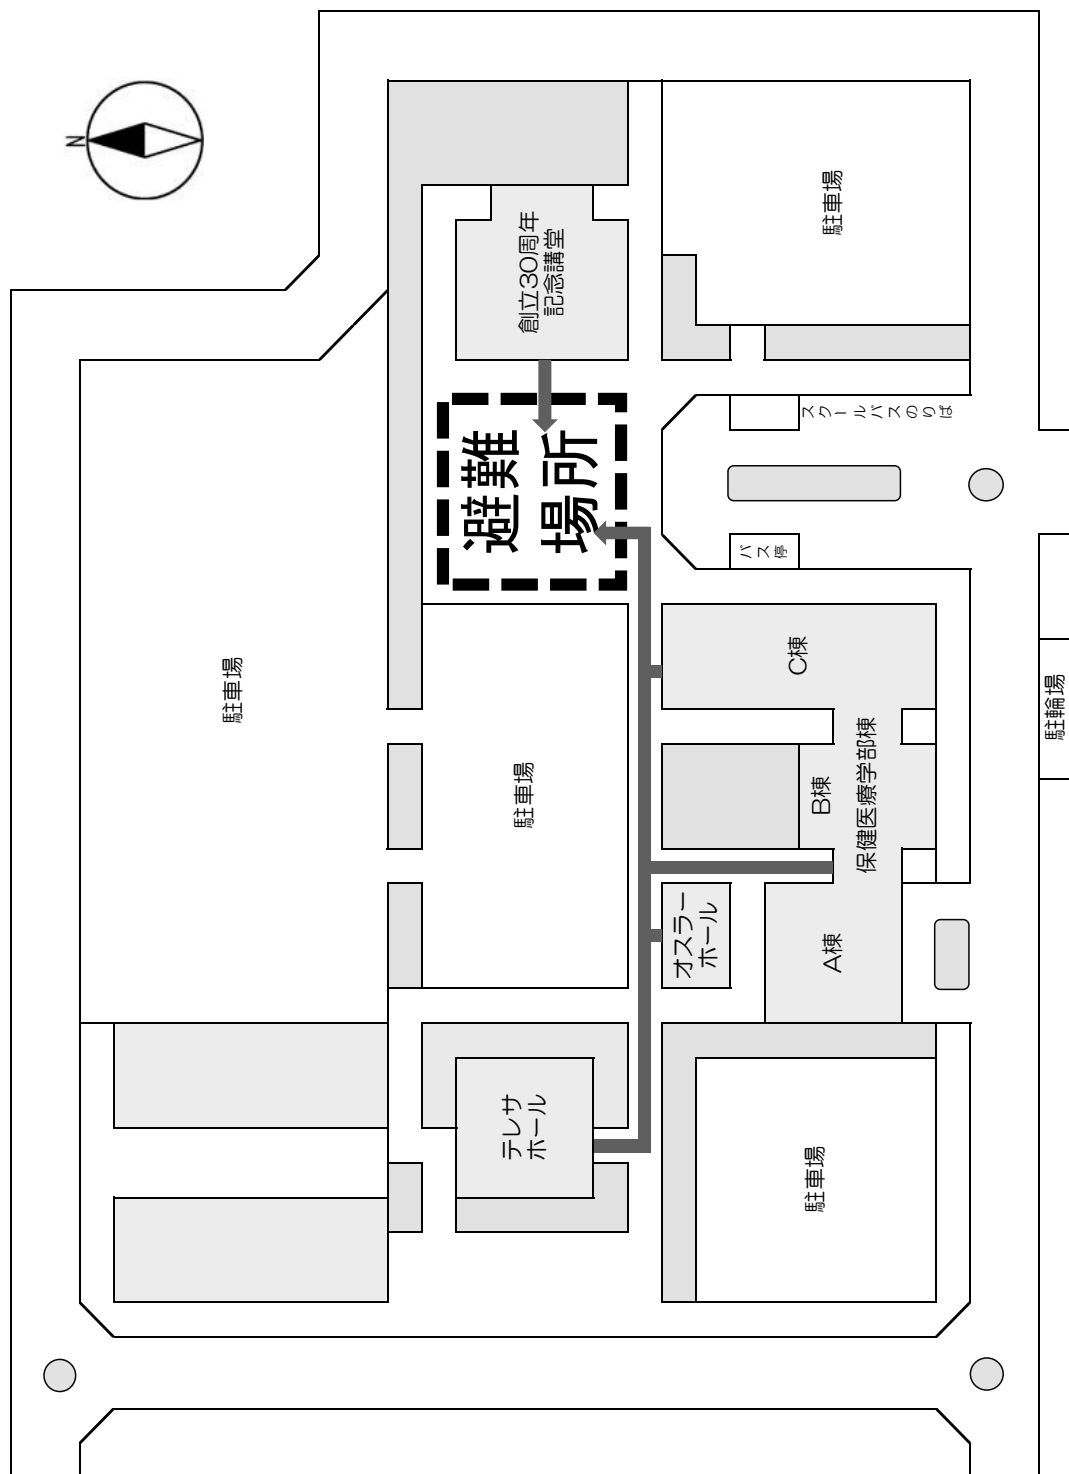 N
駐車場
創立30周年
記念講堂
駐車場
避難
場所
スクールバスのりば
バス停
駐車場
駐車場
C棟
B棟
保健医療学部棟
A棟
オスラー
ホール
駐輪場
テレサ
ホール
駐車場